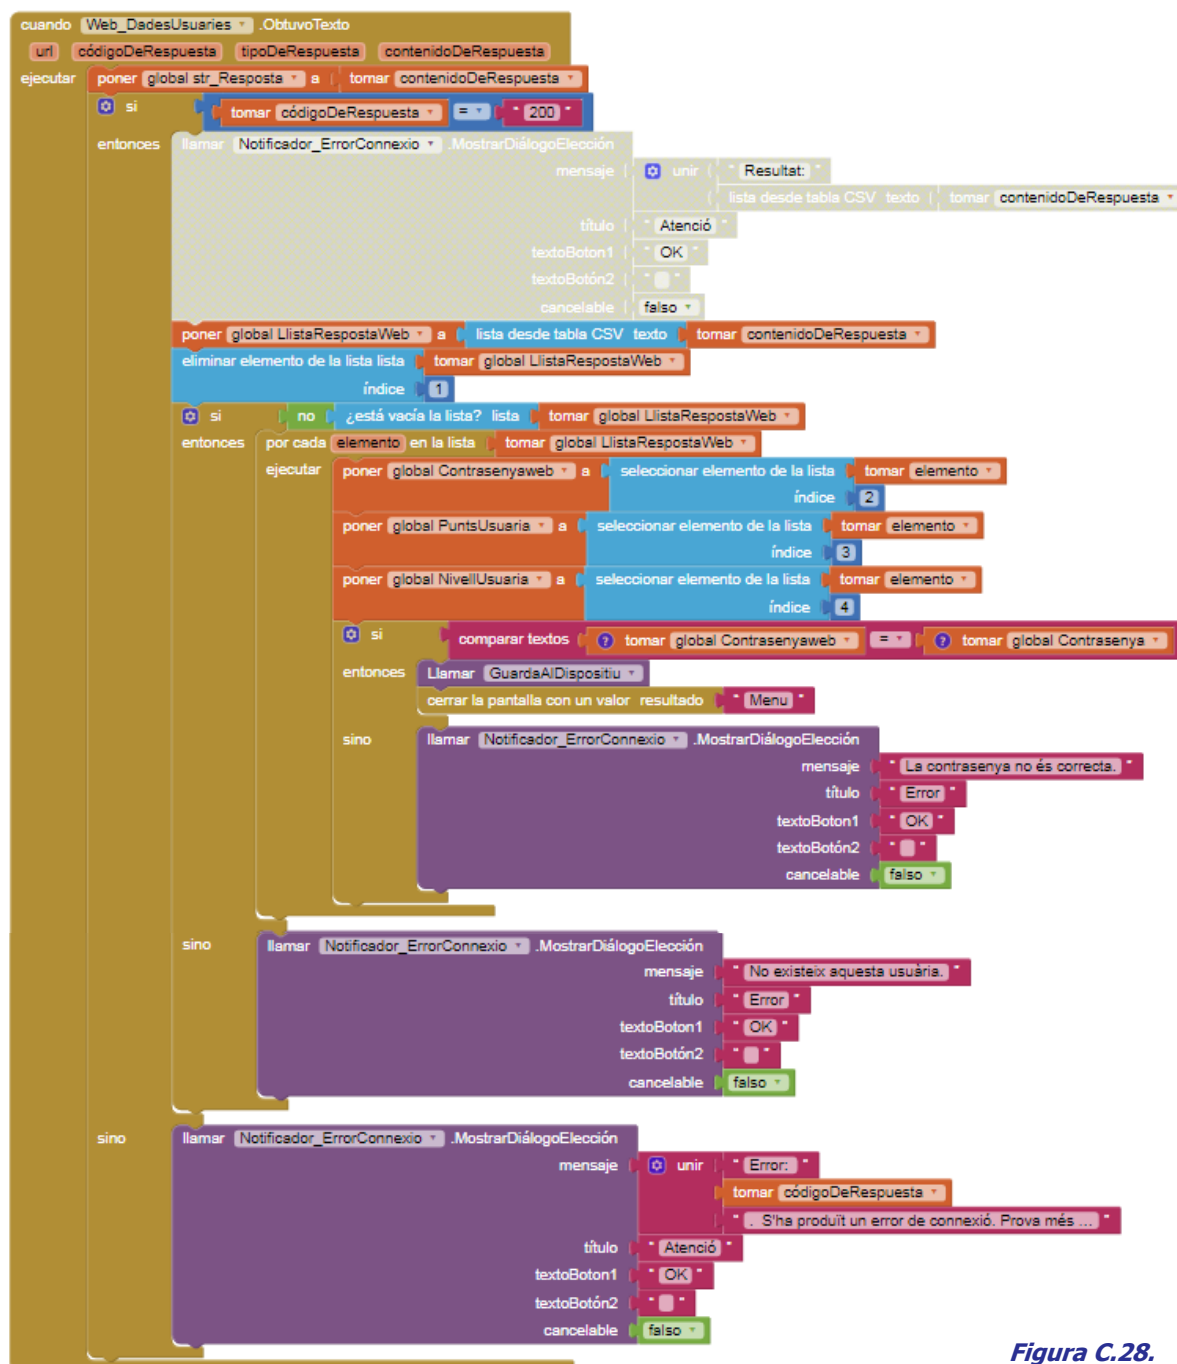 cuando Web_DadesUsuaries .ObtuvoTexto
url códigoDeRespuesta tipoDeRespuesta contenidoDeRespuesta
ejecutar poner global str_Resposta a tomar contenidoDeRespuesta
si tomar códigoDeRespuesta = " 200 "
entonces llamar Notificador_ErrorConnexio .MostrarDiálogoElección
mensaje unir " Resultat: "
lista desde tabla CSV texto tomar contenidoDeRespuesta
título " Atenció "
textoBoton1 " OK "
textoBotón2 " "
cancelable falso
poner global LlistaRespostaWeb a lista desde tabla CSV texto tomar contenidoDeRespuesta
eliminar elemento de la lista lista tomar global LlistaRespostaWeb
índice 1
si no ¿está vacía la lista? lista tomar global LlistaRespostaWeb
entonces por cada elemento en la lista tomar global LlistaRespostaWeb
ejecutar poner global Contrasenyaweb a seleccionar elemento de la lista tomar elemento
índice 2
poner global PuntsUsuaria a seleccionar elemento de la lista tomar elemento
índice 3
poner global NivellUsuaria a seleccionar elemento de la lista tomar elemento
índice 4
si comparar textos ? tomar global Contrasenyaweb = ? tomar global Contrasenya
entonces Llamar GuardaAlDispositiu
cerrar la pantalla con un valor resultado " Menu "
sino llamar Notificador_ErrorConnexio .MostrarDiálogoElección
mensaje " La contrasenya no és correcta. "
título " Error "
textoBoton1 " OK "
textoBotón2 " "
cancelable falso
sino llamar Notificador_ErrorConnexio .MostrarDiálogoElección
mensaje " No existeix aquesta usuària. "
título " Error "
textoBoton1 " OK "
textoBotón2 " "
cancelable falso
sino llamar Notificador_ErrorConnexio .MostrarDiálogoElección
mensaje unir " Error: "
tomar códigoDeRespuesta
" . S'ha produït un error de connexió. Prova més ... "
título " Atenció "
textoBoton1 " OK "
textoBotón2 " "
cancelable falso
Figura C.28.